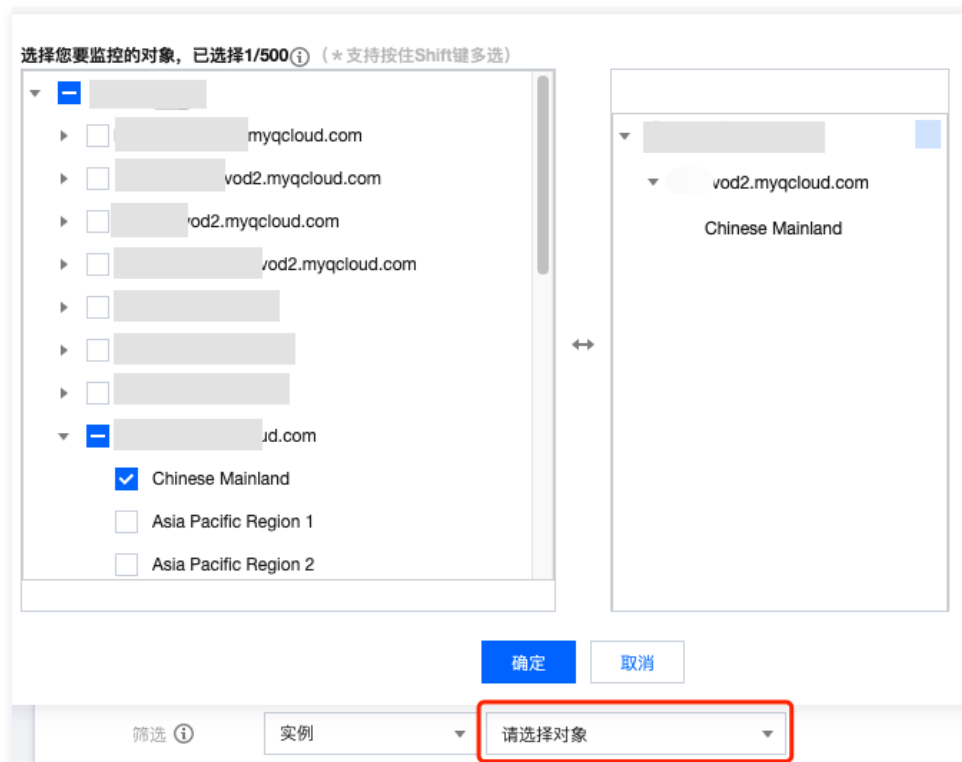 选择您要监控的对象，已选择1/500 （*支持按住Shift键多选）
myqcloud.com
vod2.myqcloud.com
vod2.myqcloud.com
vod2.myqcloud.com
ud.com
Chinese Mainland
Asia Pacific Region 1
Asia Pacific Region 2
vod2.myqcloud.com
Chinese Mainland
确定
取消
筛选
实例
请选择对象